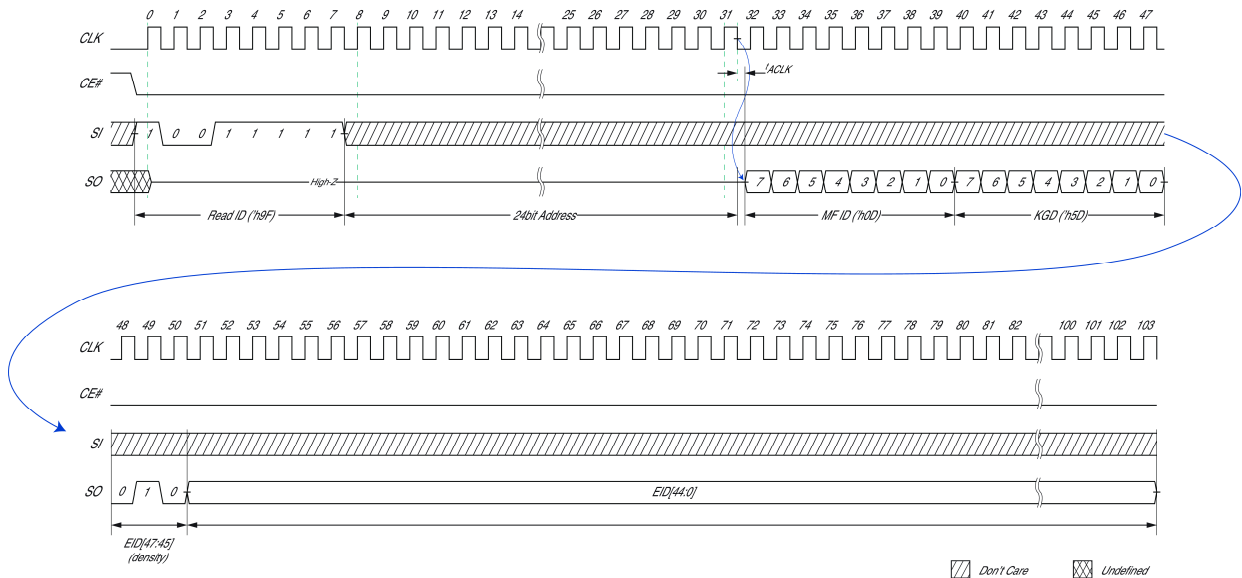 0 1 2 3 4 5 6 7 8 9 10 11 12 13 14 25 26 27 28 29 30 31 32 33 34 35 36 37 38 39 40 41 42 43 44 45 46 47
CLK
tACLK
CE#
SI 1 0 0 1 1 1 1 1
SO High-Z 7 6 5 4 3 2 1 0 7 6 5 4 3 2 1 0
Read ID ('h9F) 24bit Address MF ID ('h0D) KGD ('h5D)
48 49 50 51 52 53 54 55 56 57 58 59 60 61 62 63 64 65 66 67 68 69 70 71 72 73 74 75 76 77 78 79 80 81 82 100 101 102 103
CLK
CE#
SI
SO 0 1 0 EID[44:0]
EID[47:45]
(density)
Don't Care Undefined